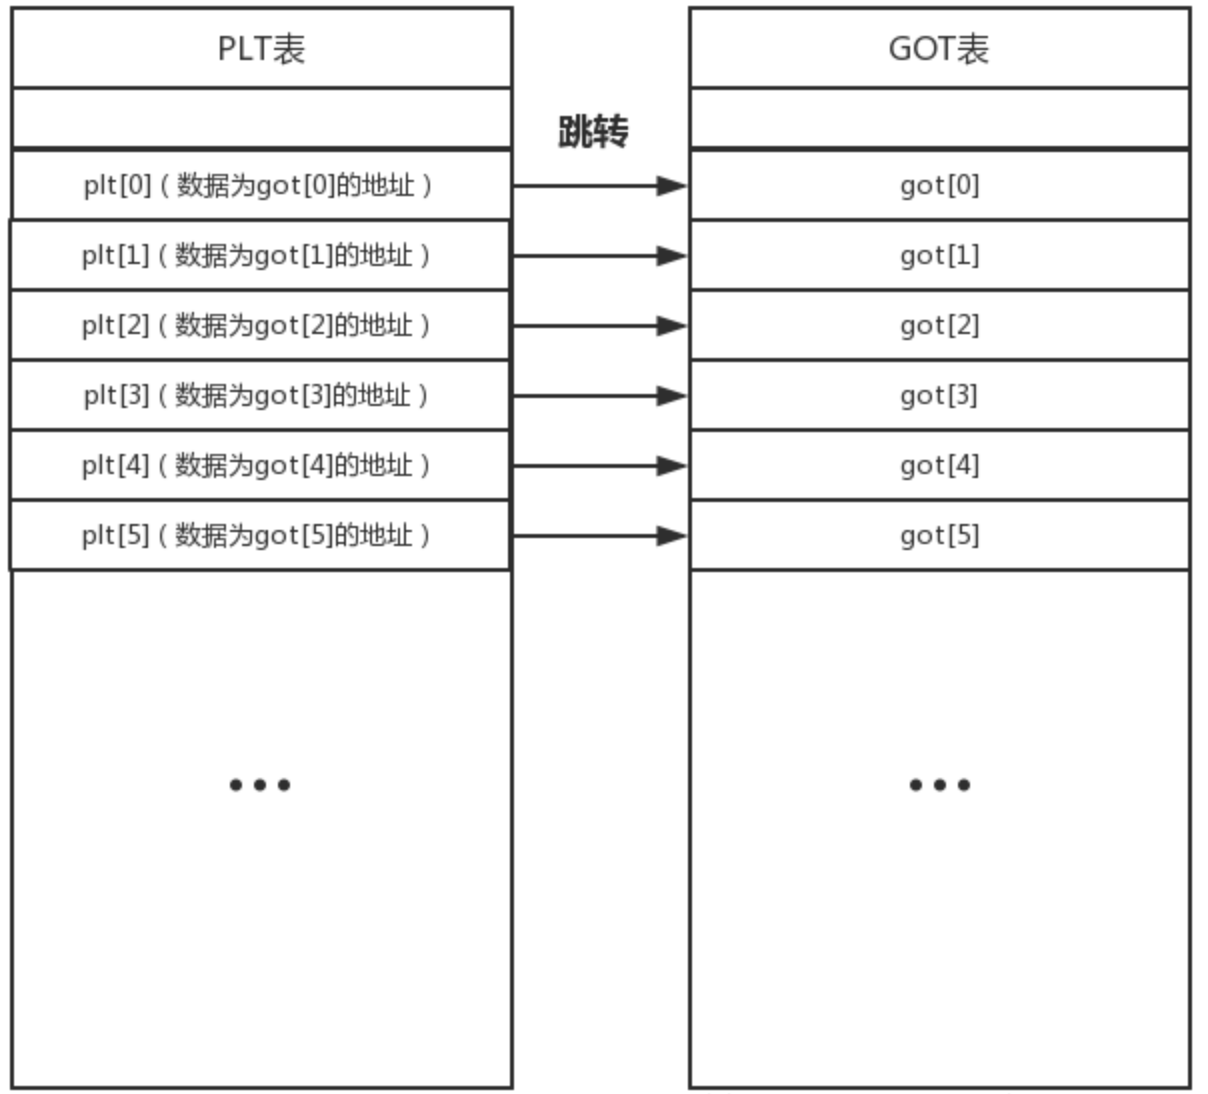 PLT表
GOT表
跳转
plt[0] ( 数据为got[0]的地址 )
got[0]
plt[1] ( 数据为got[1]的地址 )
got[1]
plt[2] ( 数据为got[2]的地址 )
got[2]
plt[3] ( 数据为got[3]的地址 )
got[3]
plt[4] ( 数据为got[4]的地址 )
got[4]
plt[5] ( 数据为got[5]的地址 )
got[5]
•••
•••